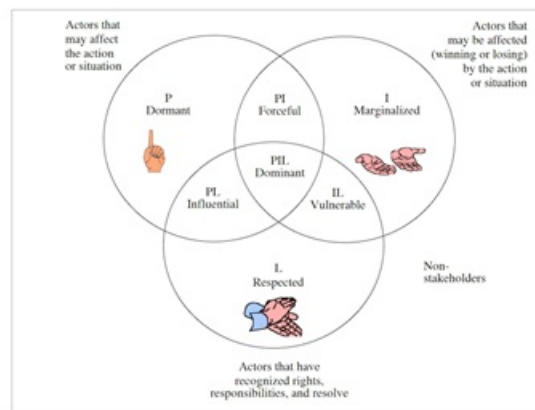 Actors that
may affect
the action
or situation
Actors that
may be affected
(winning or losing)
by the action
or situation
P
Dormant
PI
Forceful
I
Marginalized
PIL
Dominant
PL
Influential
IL
Vulnerable
L
Respected
Non-
stakeholders
Actors that have
recognized rights,
responsibilities, and resolve